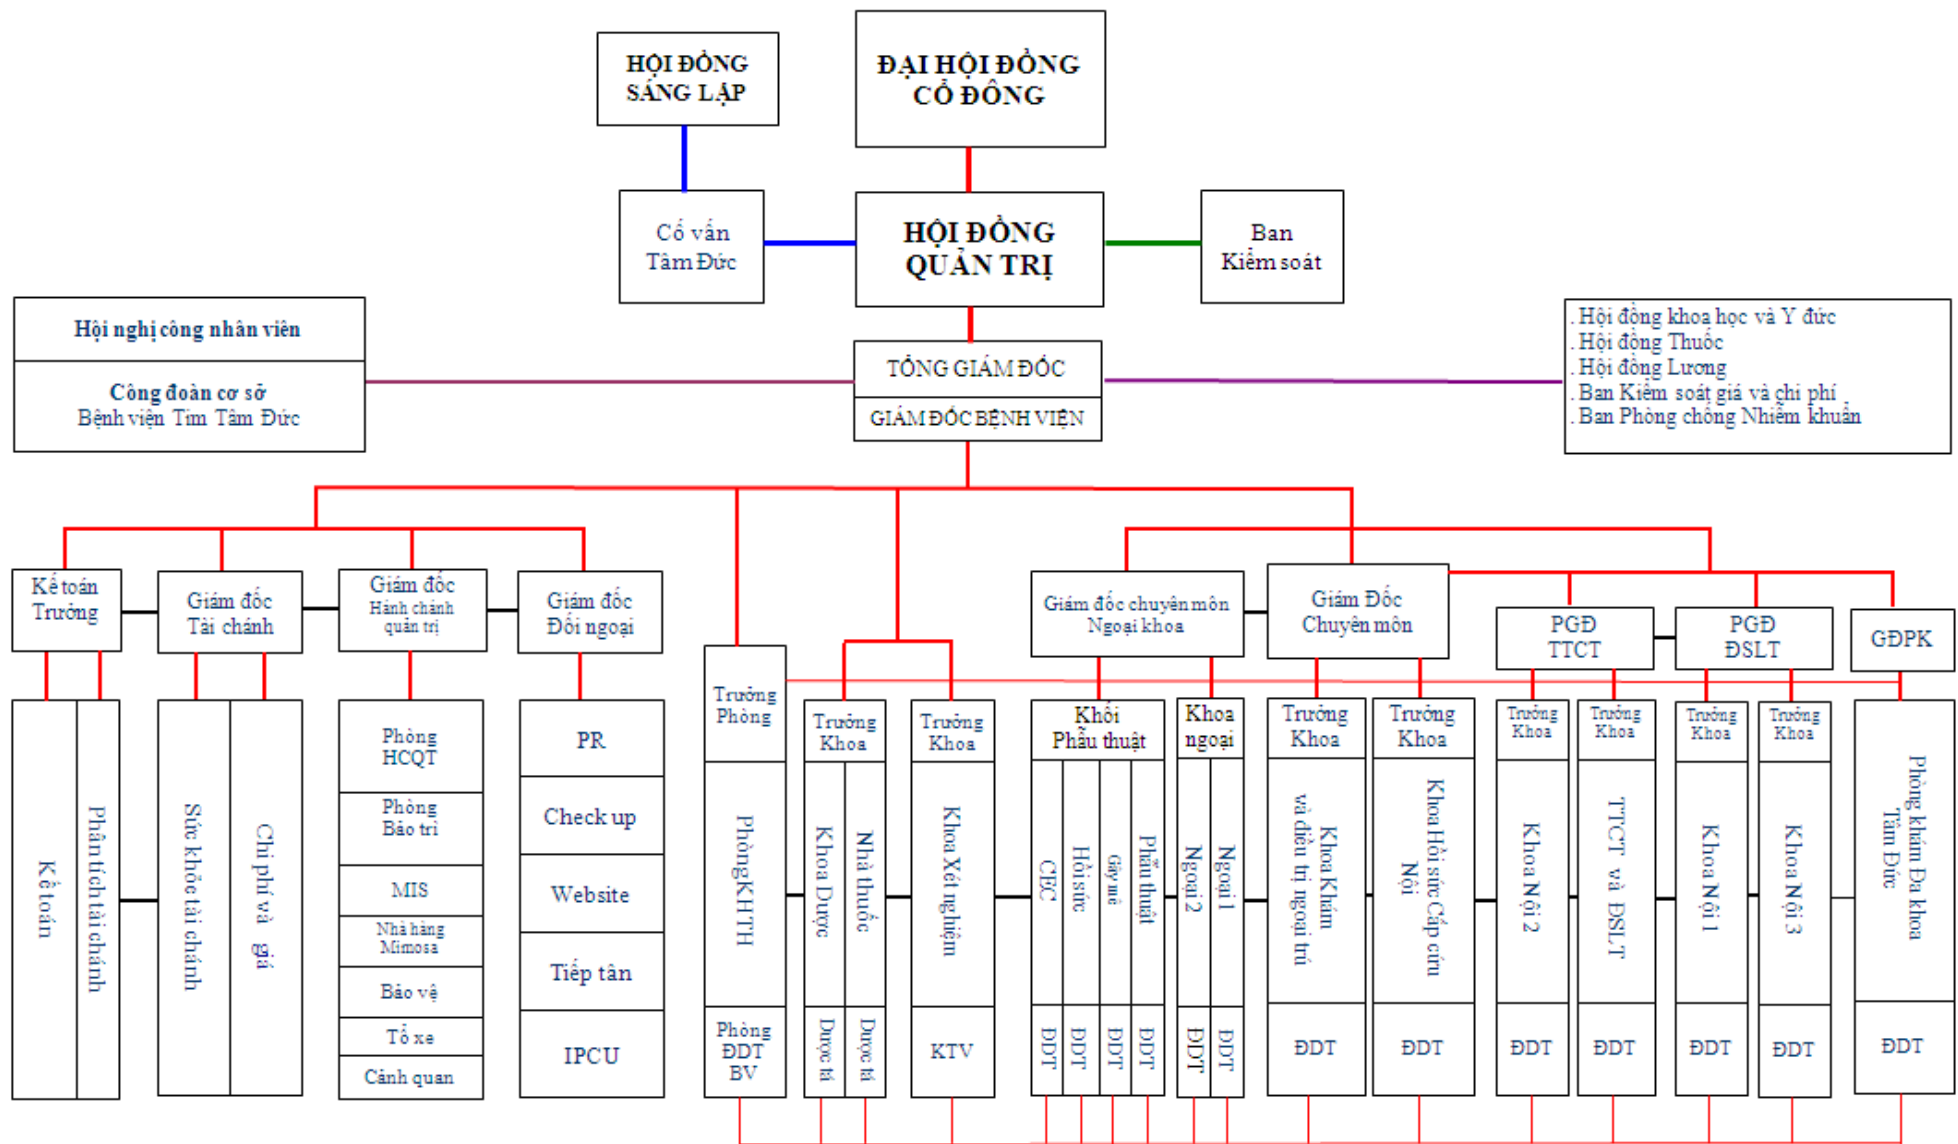 HỘI ĐỒNG
SÁNG LẬP
ĐẠI HỘI ĐỒNG
CỔ ĐÔNG
Cố vấn
Tâm Đức
HỘI ĐỒNG
QUẢN TRỊ
Ban
Kiểm soát
Hội nghị công nhân viên
Công đoàn cơ sở
Bệnh viện Tim Tâm Đức
TỔNG GIÁM ĐỐC
GIÁM ĐỐC BỆNH VIỆN
. Hội đồng khoa học và Y đức
. Hội đồng Thuốc
. Hội đồng Lương
. Ban Kiểm soát giá và chi phí
. Ban Phòng chống Nhiễm khuẩn
Kế toán
Trưởng
Giám đốc
Tài chánh
Giám đốc
Hành chánh
quản trị
Giám đốc
Đối ngoại
Giám đốc chuyên môn
Ngoại khoa
Giám Đốc
Chuyên môn
PGĐ
TTCT
PGĐ
ĐSLT
GĐPK
Kế toán
Phân tích tài chánh
Sức khỏe tài chánh
Chi phí và giá
Phòng
HCQT
Phòng
Bảo trì
MIS
Nhà hàng
Mimosa
Bảo vệ
Tổ xe
Cảnh quan
PR
Check up
Website
Tiếp tân
IPCU
Trưởng
Phòng
Phòng KHTH
Phòng
ĐDT
BV
Trưởng
Khoa
Khoa Dược
Nhà thuốc
Dược tá
Dược tá
Trưởng
Khoa
Khoa Xét nghiệm
KTV
Khối
Phẫu thuật
CEC
Hồi sức
Gây mê
Phẫu thuật
ĐDT
ĐDT
ĐDT
ĐDT
Khoa
ngoại
Ngoại 2
Ngoại 1
ĐDT
ĐDT
Trưởng
Khoa
Khoa Khám
và điều trị ngoại trú
ĐDT
Trưởng
Khoa
Khoa Hồi sức Cấp cứu
Nội
ĐDT
Trưởng
Khoa
Khoa Nội 2
ĐDT
Trưởng
Khoa
TTCT và ĐSLT
ĐDT
Trưởng
Khoa
Khoa Nội 1
ĐDT
Trưởng
Khoa
Khoa Nội 3
ĐDT
Phòng khám Đa khoa
Tâm Đức
ĐDT